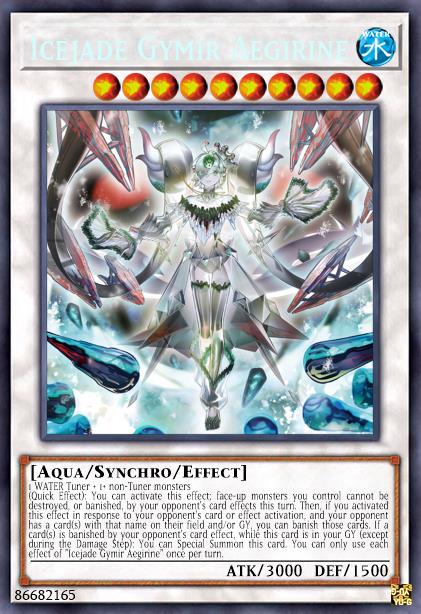 Icejade Gymir Aegirine
WATER
水
[Aqua/Synchro/Effect]
1 WATER Tuner + 1+ non-Tuner monsters
(Quick Effect): You can activate this effect; face-up monsters you control cannot be
destroyed, or banished, by your opponent's card effects this turn. Then, if you activated
this effect in response to your opponent's card or effect activation, and your opponent
has a card(s) with that name on their field and/or GY, you can banish those cards. If a
card(s) is banished by your opponent's card effect, while this card is in your GY (except
during the Damage Step): You can Special Summon this card. You can only use each
effect of "Icejade Gymir Aegirine" once per turn.
ATK/3000 DEF/1500
86682165